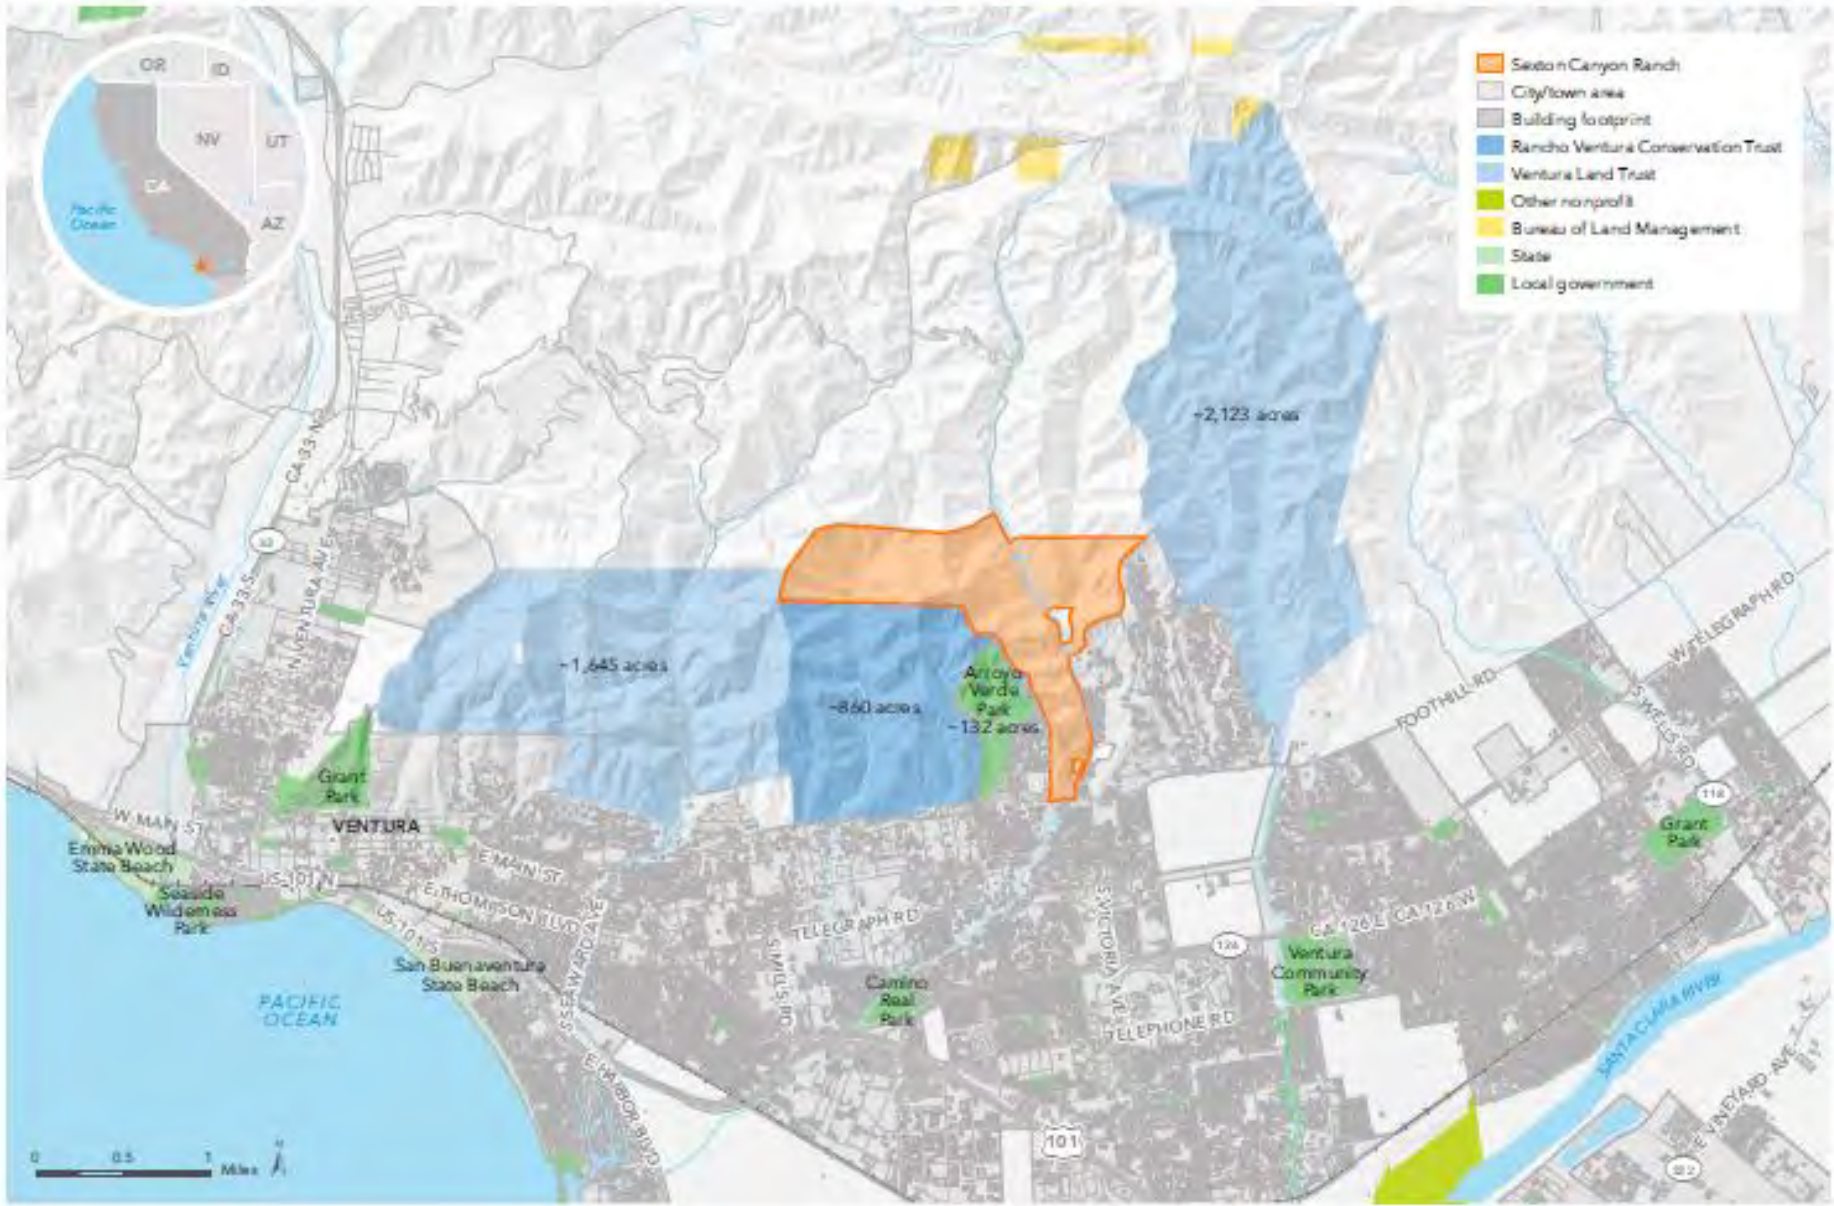 OR
ID
NV
UT
CA
AZ
Pacific
Ocean
Sexton Canyon Ranch
City/town area
Building footprint
Rancho Ventura Conservation Trust
Ventura Land Trust
Other nonprofit
Bureau of Land Management
State
Local government
~2,123 acres
CA-33 N
33
N VENTURA AVE
Ventura River
CA-33 S
~1,645 acres
~860 acres
Arroyo
Verde
Park
~132 acres
FOOTHILL RD
W TELEGRAPH RD
S WELLS RD
118
Grant
Park
VENTURA
W MAIN ST
Emma Wood
State Beach
US-101 N
E MAIN ST
E THOMPSON BLVD
Seaside
Wilderness
Park
US-101 S
San Buenaventura
State Beach
S SEAWARD AVE
TELEGRAPH RD
S MILLS RD
S VICTORIA AVE
126
CA-126 E
CA-126 W
Grant
Park
Ventura
Community
Park
Camino
Real
Park
TELEPHONE RD
PACIFIC
OCEAN
E HARBOR BLVD
SANTA CLARA RIVER
E VINEYARD AVE
101
232
0 0.5 1
Miles
N